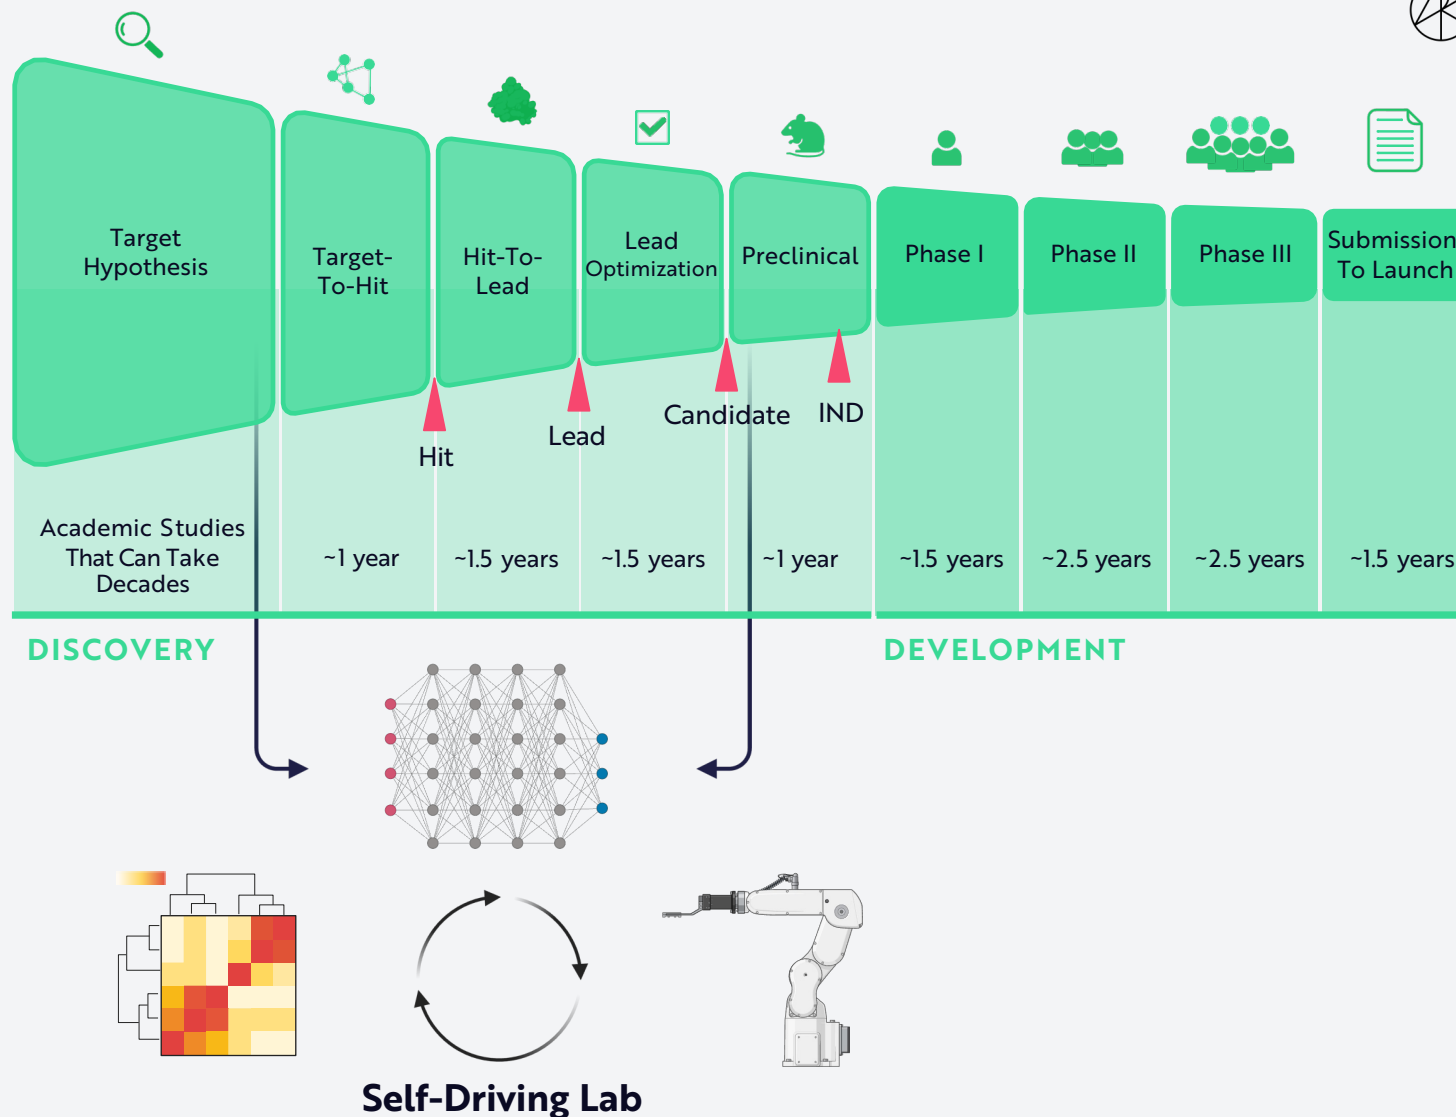 Target
Hypothesis
Target-
To-Hit
Hit-To-
Lead
Lead
Optimization
Preclinical
Phase I
Phase II
Phase III
Submission
To Launch
Hit
Lead
Candidate
IND
Academic Studies
That Can Take
Decades
~1 year
~1.5 years
~1.5 years
~1 year
~1.5 years
~2.5 years
~2.5 years
~1.5 years
DISCOVERY
DEVELOPMENT
Self-Driving Lab